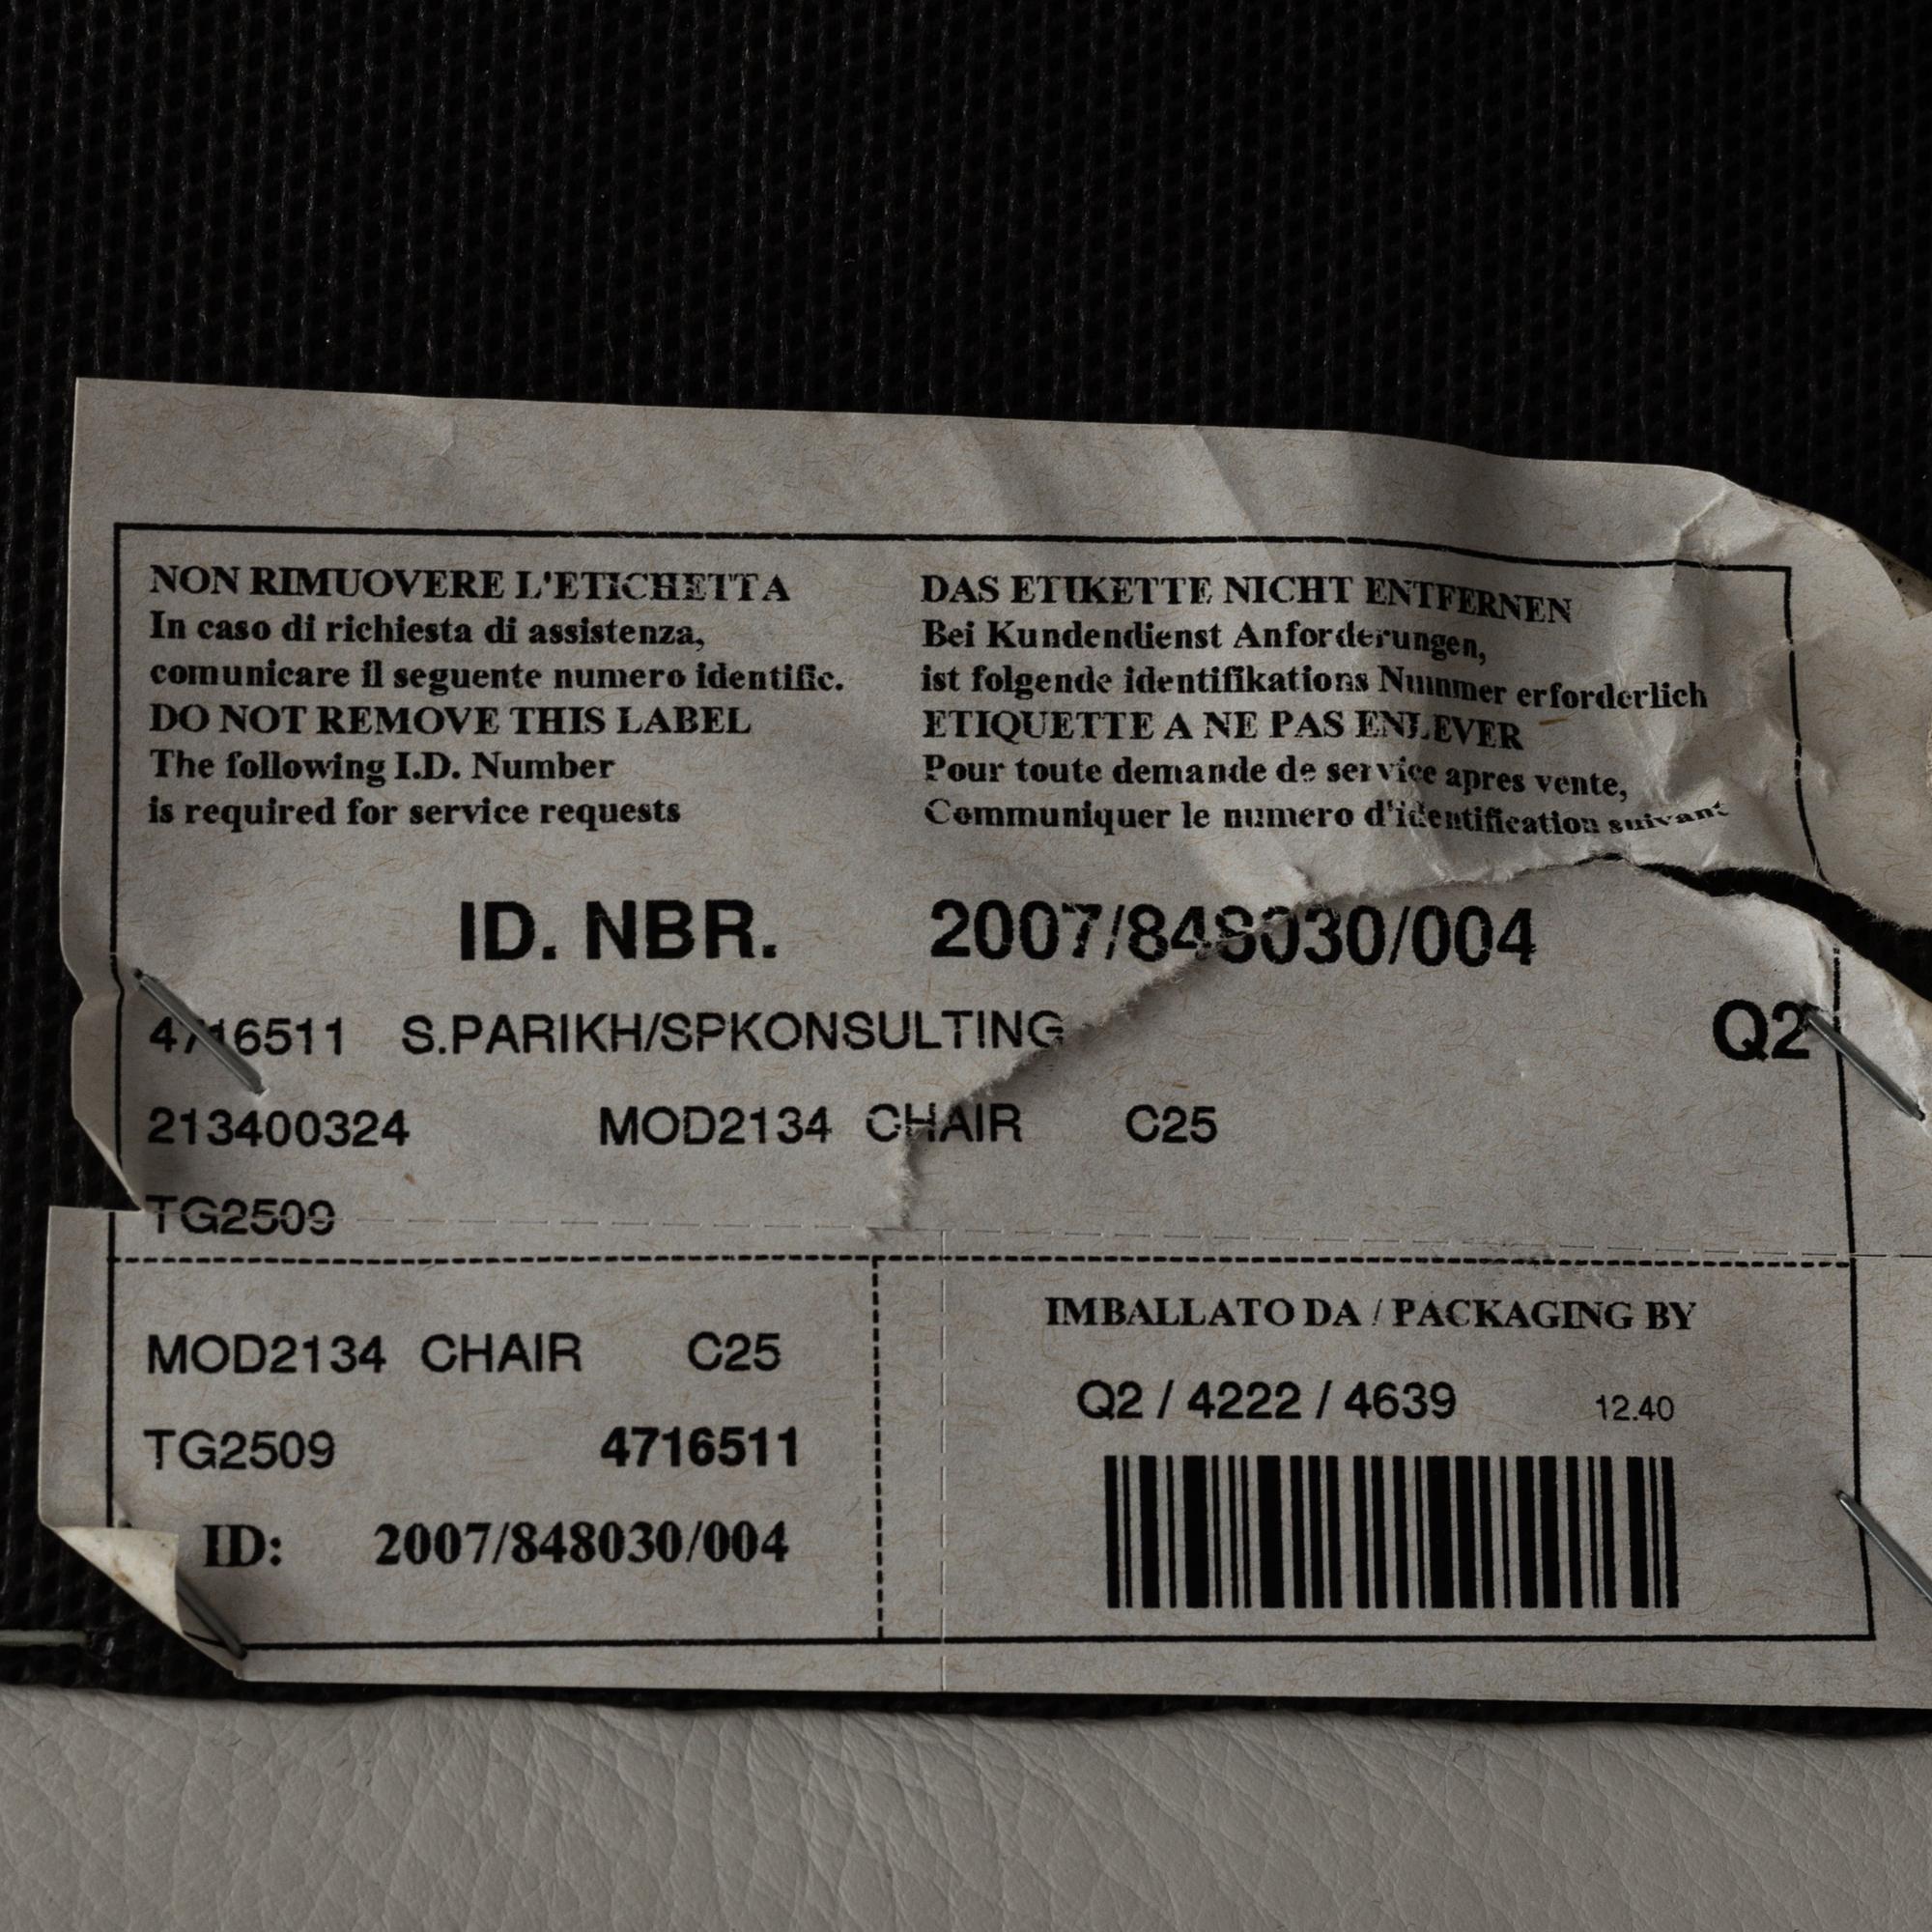 NON RIMUOVERE L'ETICHETTA
In caso di richiesta di assistenza,
comunicare il seguente numero identific.
DO NOT REMOVE THIS LABEL
The following I.D. Number
is required for service requests
DAS ETIKETTE NICHT ENTFERNEN
Bei Kundendienst Anforderungen,
ist folgende identifikations Nummer erforderlich
ETIQUETTE A NE PAS ENLEVER
Pour toute demande de service apres vente,
Communiquer le numero d'identification suivant
ID. NBR. 2007/848030/004
4716511 S.PARIKH/SPKONSULTING Q2
213400324 MOD2134 CHAIR C25
TG2509
MOD2134 CHAIR C25
TG2509 4716511
ID: 2007/848030/004
IMBALLATO DA / PACKAGING BY
Q2 / 4222 / 4639 12.40